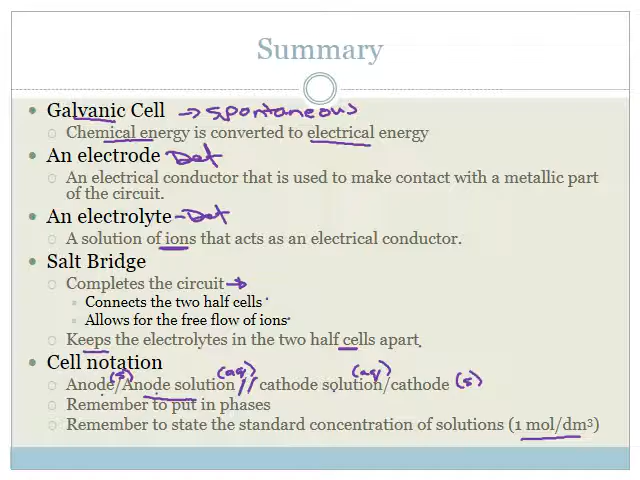 Summary
• Galvanic Cell → Spontaneous
○ Chemical energy is converted to electrical energy
• An electrode Def
○ An electrical conductor that is used to make contact with a metallic part
of the circuit.
• An electrolyte - Def
○ A solution of ions that acts as an electrical conductor.
• Salt Bridge
○ Completes the circuit →
Connects the two half cells
Allows for the free flow of ions
○ Keeps the electrolytes in the two half cells apart.
• Cell notation
(s) (aq) (aq)
○ Anode/Anode solution // cathode solution/cathode (s)
○ Remember to put in phases
○ Remember to state the standard concentration of solutions (1 mol/dm³)